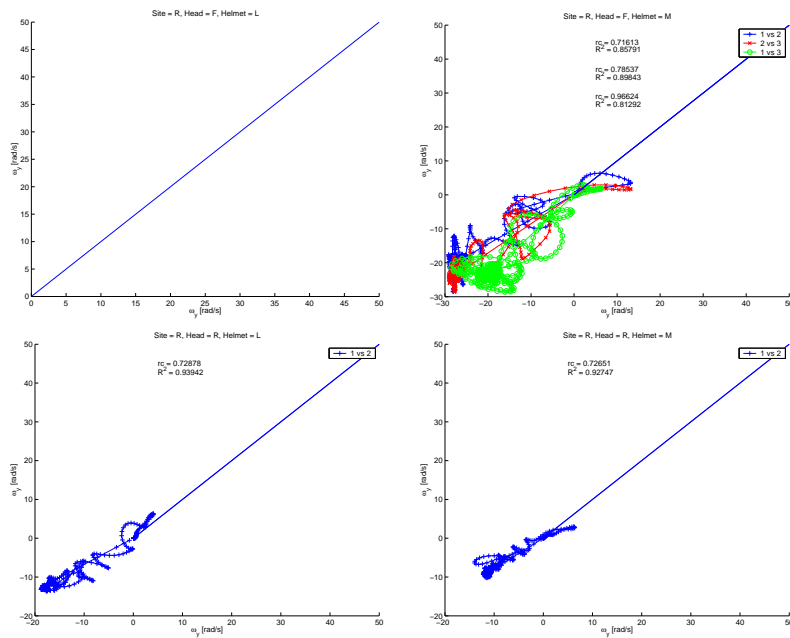 Site = R, Head = F, Helmet = L
50
45
40
35
30
25
20
15
10
5
0
ω_y [rad/s]
0 5 10 15 20 25 30 35 40 45 50
ω_y [rad/s]
Site = R, Head = F, Helmet = M
1 vs 2
2 vs 3
1 vs 3
rc = 0.71613
R² = 0.85791
rc = 0.78537
R² = 0.89843
rc = 0.96624
R² = 0.81292
50
40
30
20
10
0
−10
−20
−30
ω_y [rad/s]
−30 −20 −10 0 10 20 30 40 50
ω_y [rad/s]
Site = R, Head = R, Helmet = L
1 vs 2
rc = 0.72878
R² = 0.93942
50
40
30
20
10
0
−10
−20
ω_y [rad/s]
−20 −10 0 10 20 30 40 50
ω_y [rad/s]
Site = R, Head = R, Helmet = M
1 vs 2
rc = 0.72651
R² = 0.92747
50
40
30
20
10
0
−10
−20
ω_y [rad/s]
−20 −10 0 10 20 30 40 50
ω_y [rad/s]